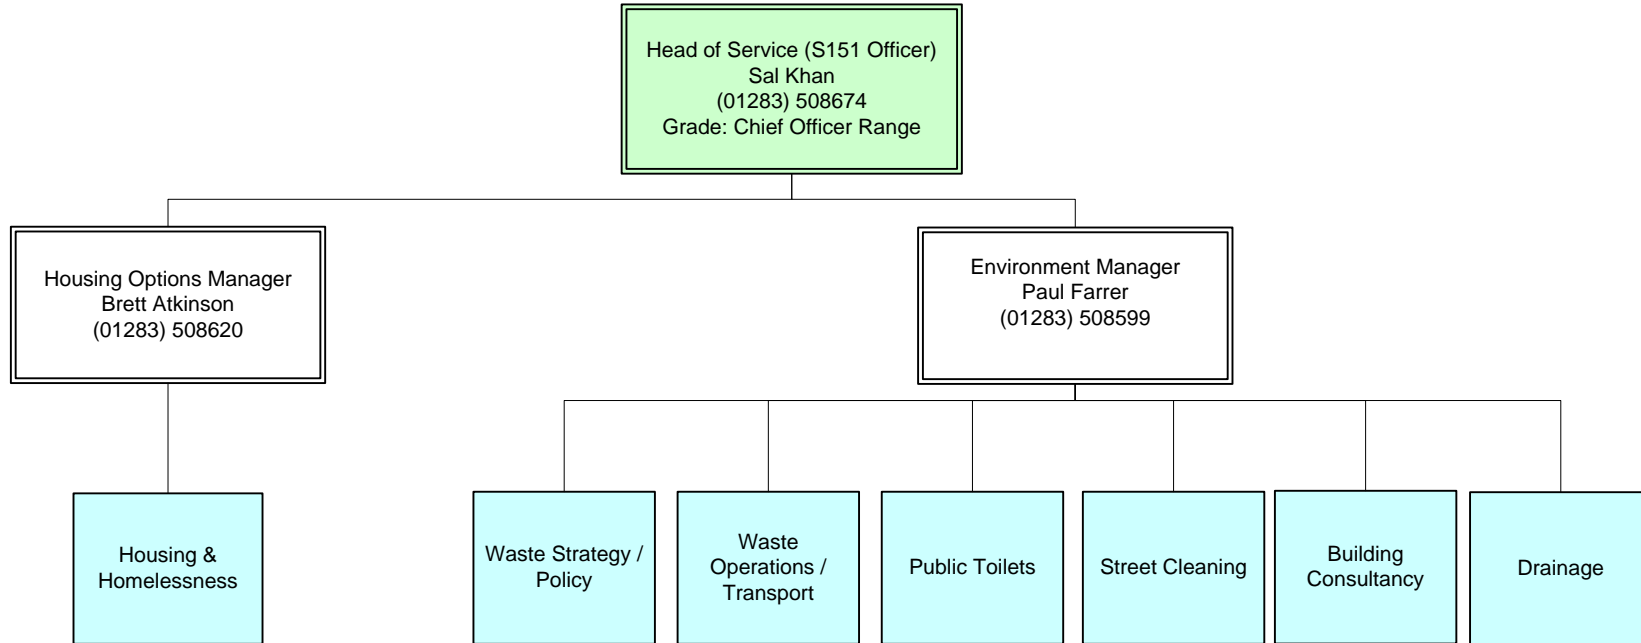 Head of Service (S151 Officer)
Sal Khan
(01283) 508674
Grade: Chief Officer Range
Housing Options Manager
Brett Atkinson
(01283) 508620
Environment Manager
Paul Farrer
(01283) 508599
Housing &
Homelessness
Waste Strategy /
Policy
Waste
Operations /
Transport
Public Toilets
Street Cleaning
Building
Consultancy
Drainage